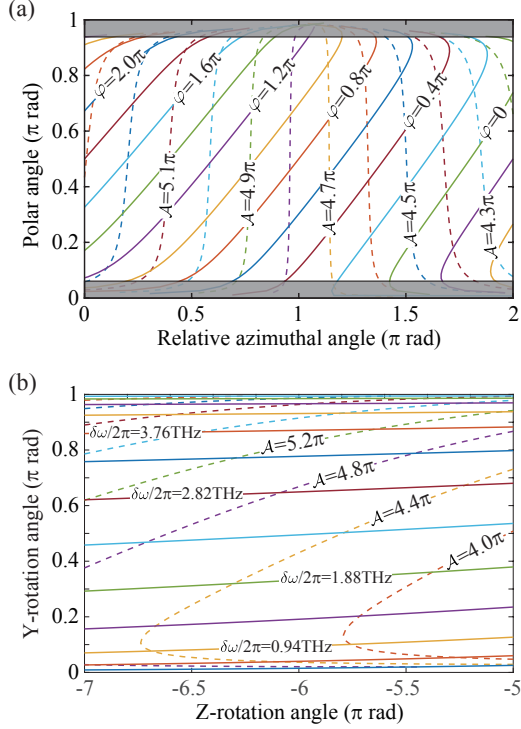 (a)
Polar angle (π rad)
1
0.8
0.6
0.4
0.2
0
φ=2.0π
φ=1.6π
φ=1.2π
φ=0.8π
φ=0.4π
φ=0
𝒜=5.1π
𝒜=4.9π
𝒜=4.7π
𝒜=4.5π
𝒜=4.3π
0
0.5
1
1.5
2
Relative azimuthal angle (π rad)
(b)
Y-rotation angle (π rad)
1
0.8
0.6
0.4
0.2
0
δω/2π=3.76THz
δω/2π=2.82THz
δω/2π=1.88THz
δω/2π=0.94THz
𝒜=5.2π
𝒜=4.8π
𝒜=4.4π
𝒜=4.0π
-7
-6.5
-6
-5.5
-5
Z-rotation angle (π rad)